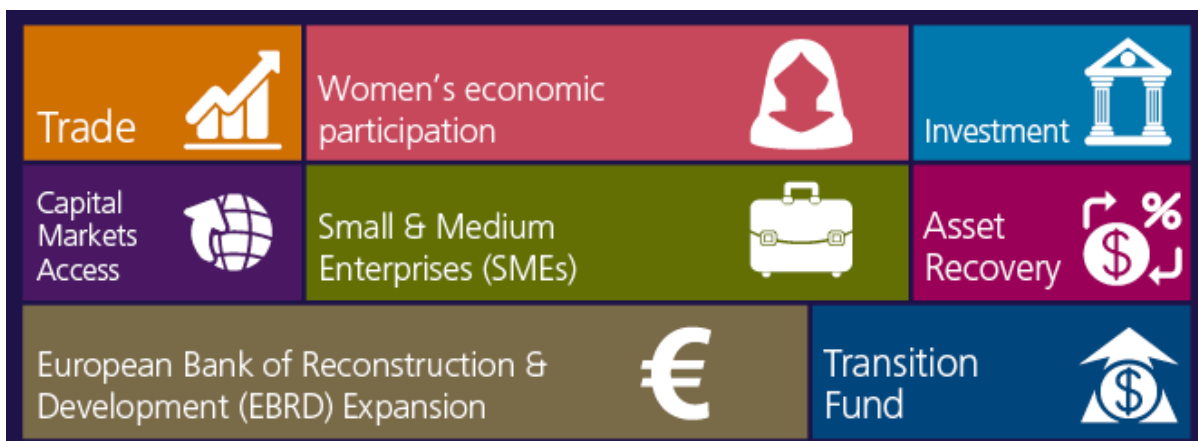 Trade
Women's economic
participation
Investment
Capital
Markets
Access
Small & Medium
Enterprises (SMEs)
Asset
Recovery
%
$
European Bank of Reconstruction &
Development (EBRD) Expansion
€
Transition
Fund
$